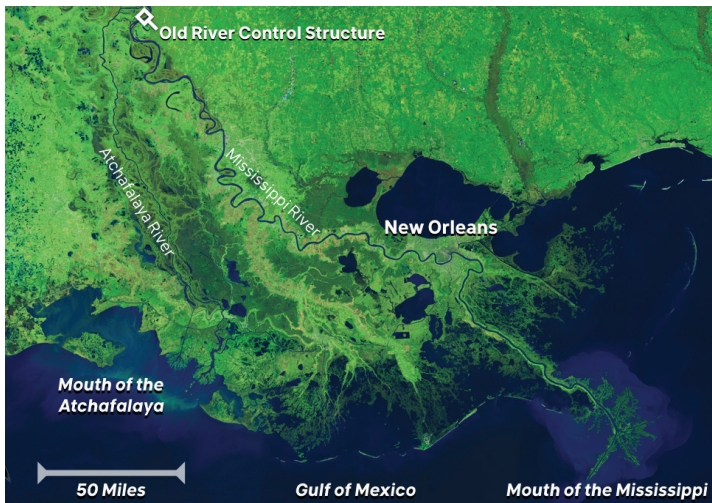 Old River Control Structure
Atchafalaya River
Mississippi River
New Orleans
Mouth of the
Atchafalaya
50 Miles
Gulf of Mexico
Mouth of the Mississippi